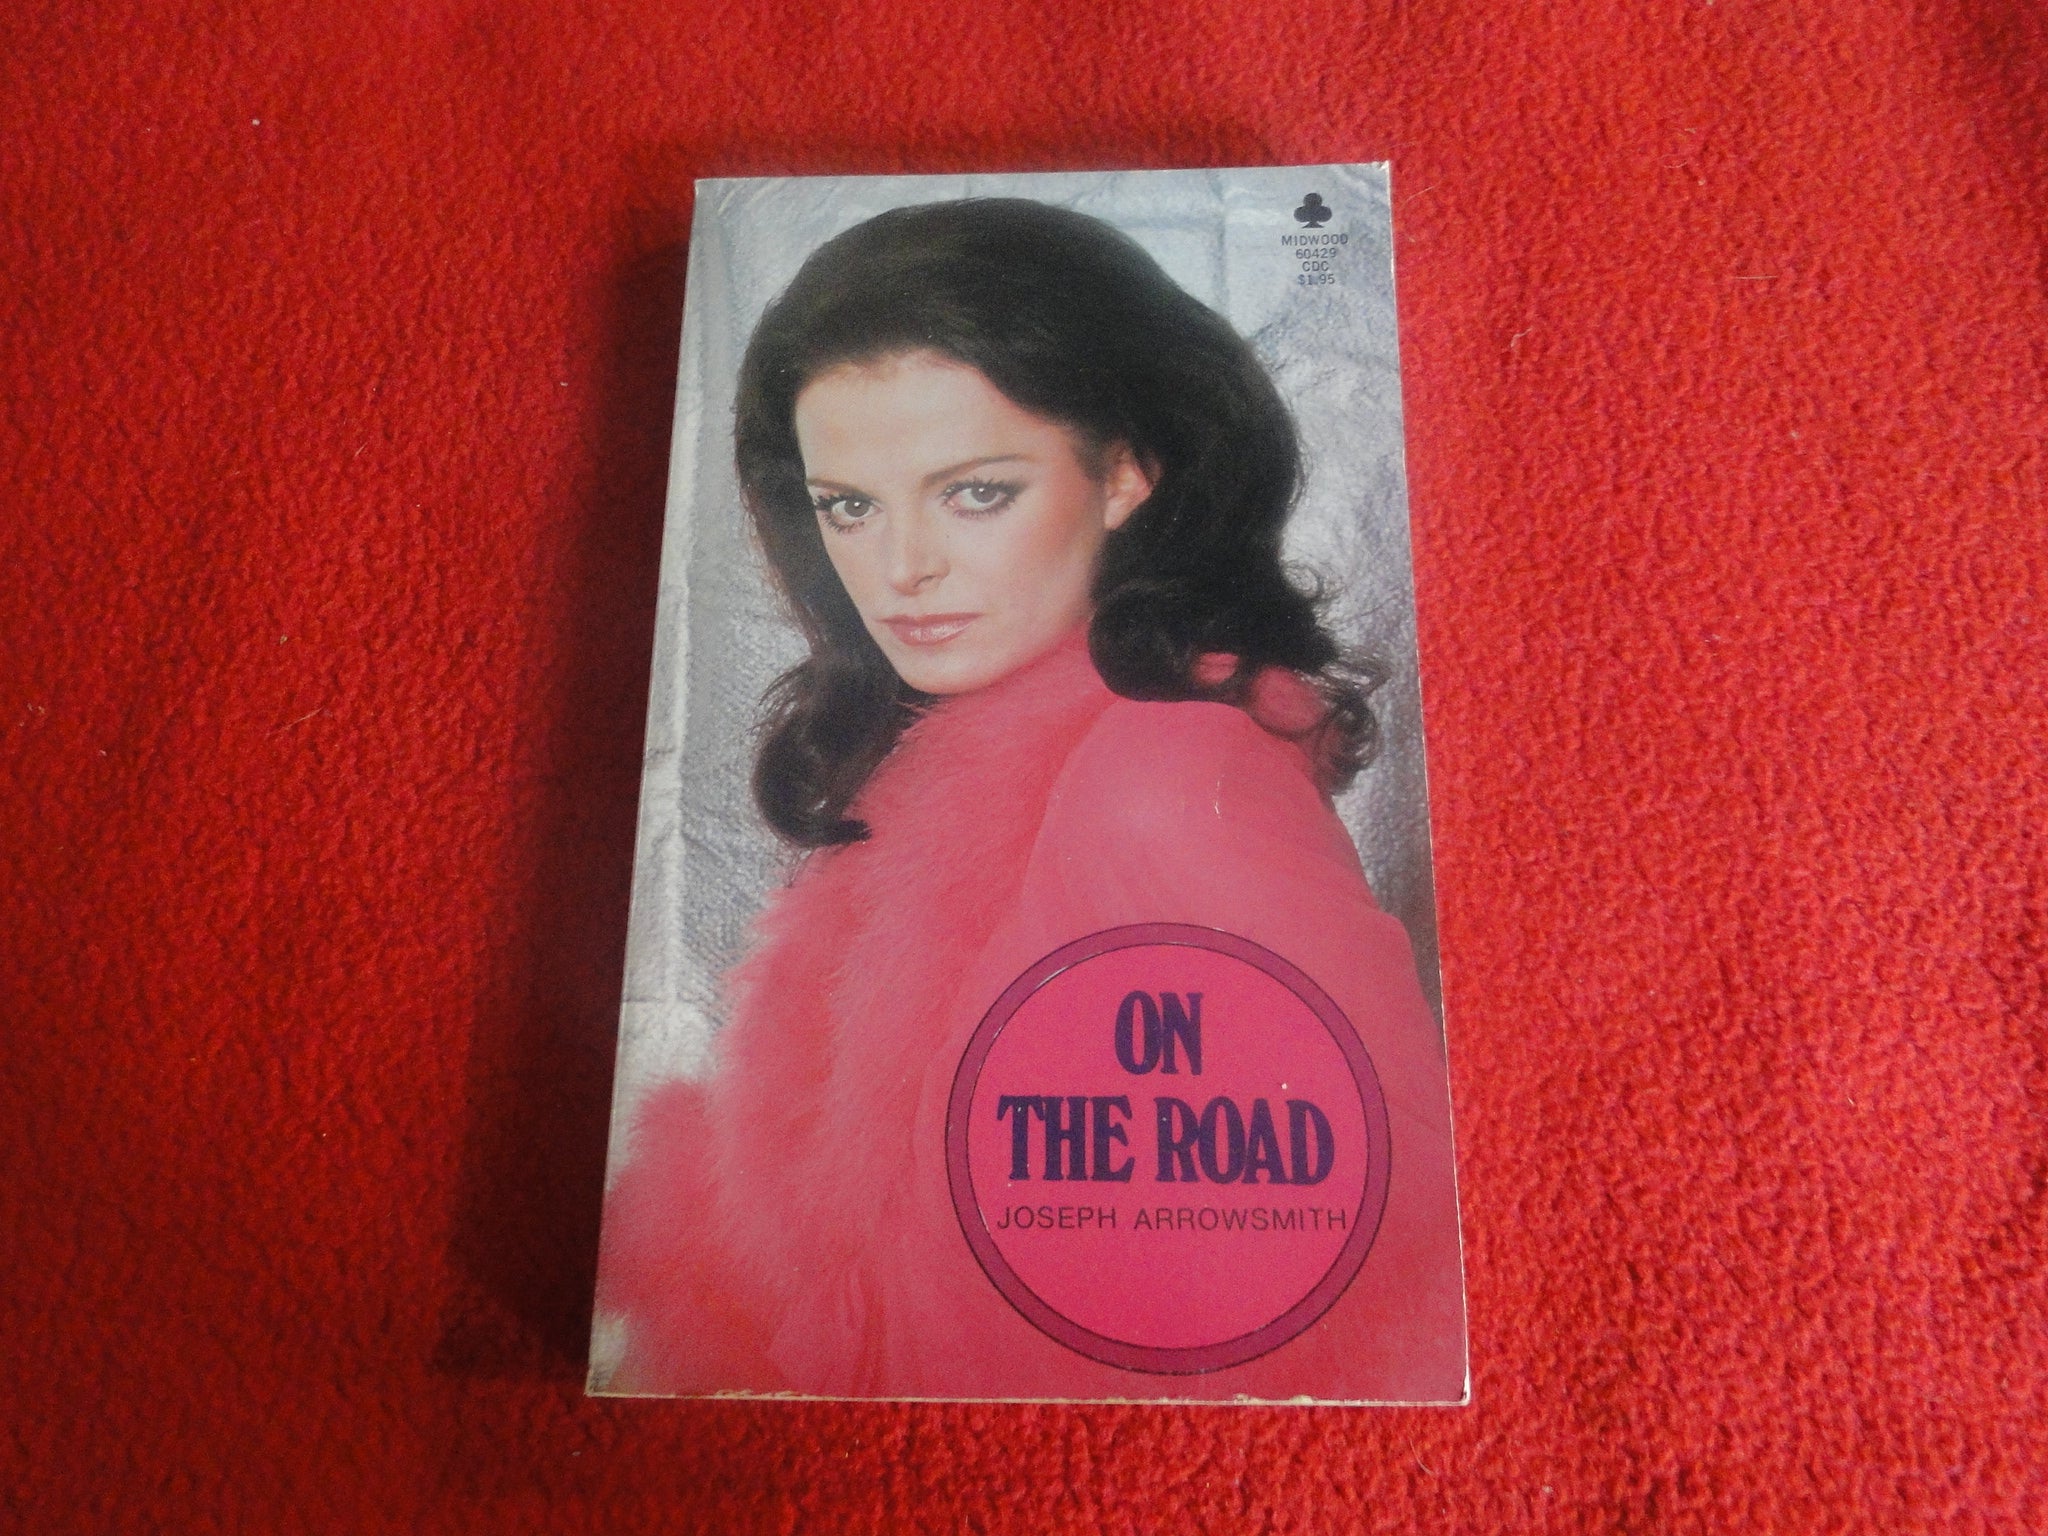 MIDWOOD
60429
CDC
$1.95
ON
THE ROAD
JOSEPH ARROWSMITH